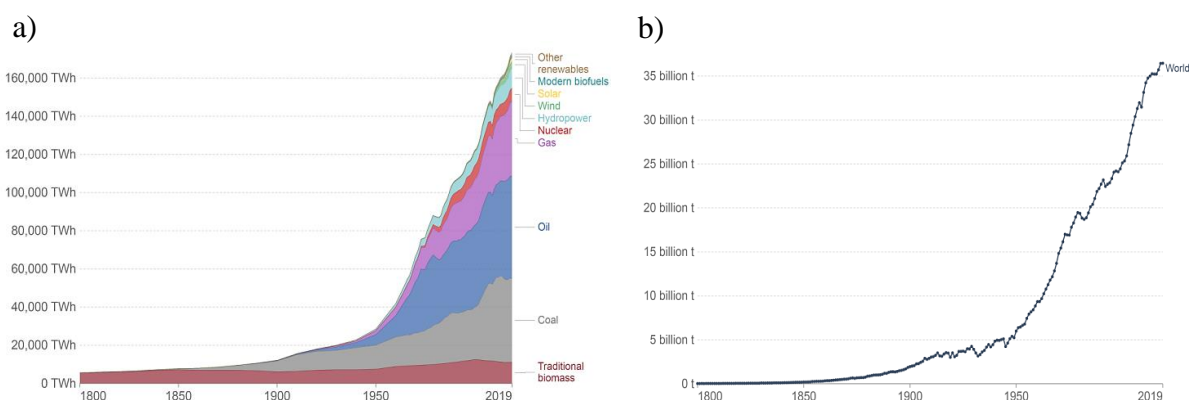 a)
160,000 TWh
140,000 TWh
120,000 TWh
100,000 TWh
80,000 TWh
60,000 TWh
40,000 TWh
20,000 TWh
0 TWh
1800 1850 1900 1950 2019
Other
renewables
Modern biofuels
Solar
Wind
Hydropower
Nuclear
Gas
Oil
Coal
Traditional
biomass
b)
35 billion t
30 billion t
25 billion t
20 billion t
15 billion t
10 billion t
5 billion t
0 t
1800 1850 1900 1950 2019
World